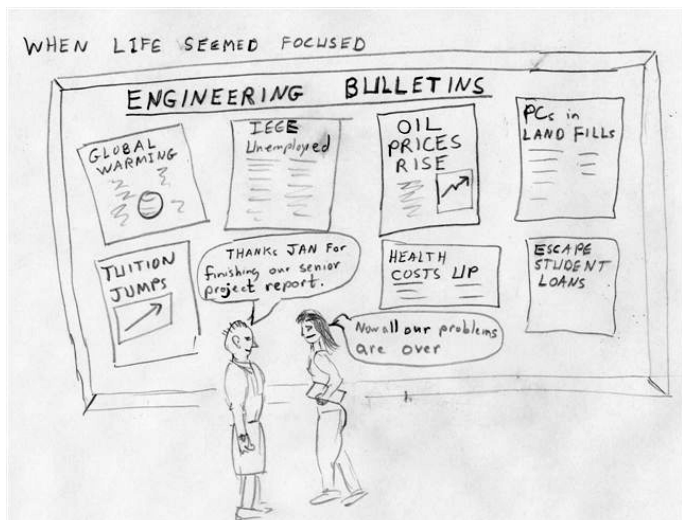 WHEN LIFE SEEMED FOCUSED
ENGINEERING BULLETINS
GLOBAL
WARMING
IEEE
Unemployed
OIL
PRICES
RISE
PCs in
LAND FILLS
TUITION
JUMPS
THANKS JAN FOR
finishing our senior
project report.
HEALTH
COSTS UP
ESCAPE
STUDENT
LOANS
Now all our problems
are over